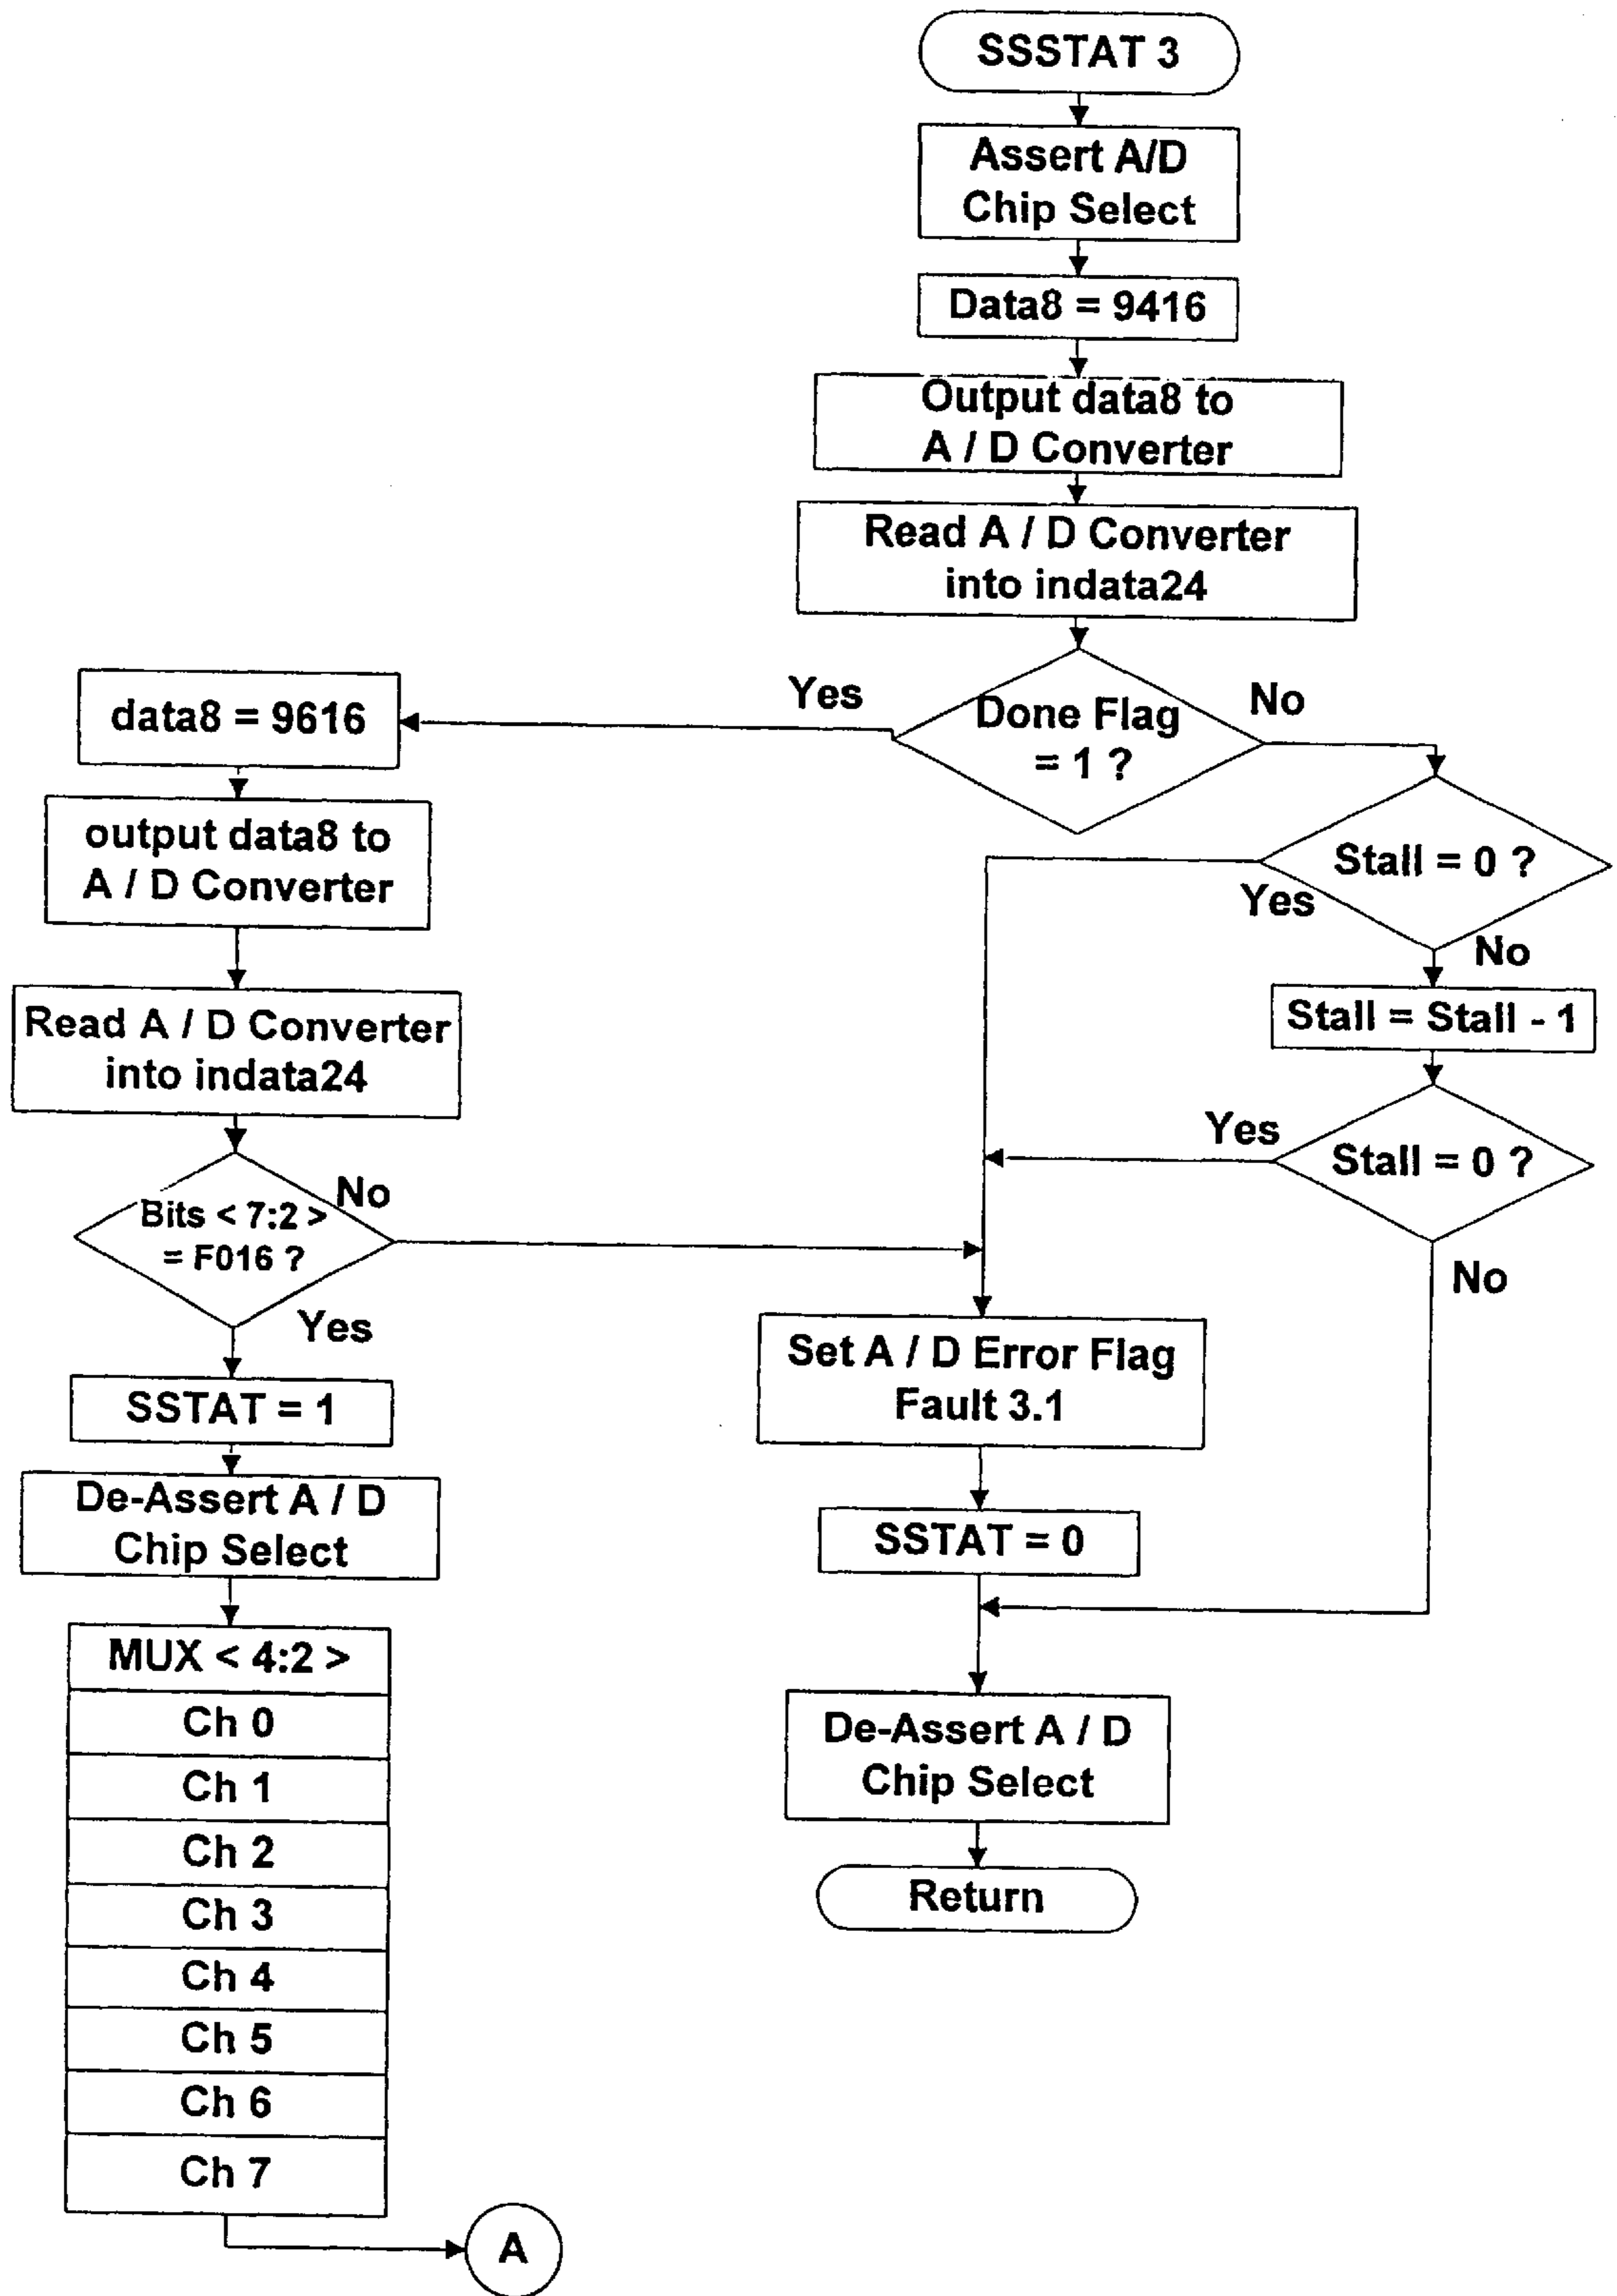 SSSTAT 3
Assert A/D
Chip Select
Data8 = 9416
Output data8 to
A / D Converter
Read A / D Converter
into indata24
Done Flag
= 1 ?
Yes
No
data8 = 9616
output data8 to
A / D Converter
Read A / D Converter
into indata24
Bits < 7:2 >
= F016 ?
No
Yes
SSTAT = 1
De-Assert A / D
Chip Select
MUX < 4:2 >
Ch 0
Ch 1
Ch 2
Ch 3
Ch 4
Ch 5
Ch 6
Ch 7
A
Stall = 0 ?
Yes
No
Stall = Stall - 1
Stall = 0 ?
Yes
No
Set A / D Error Flag
Fault 3.1
SSTAT = 0
De-Assert A / D
Chip Select
Return